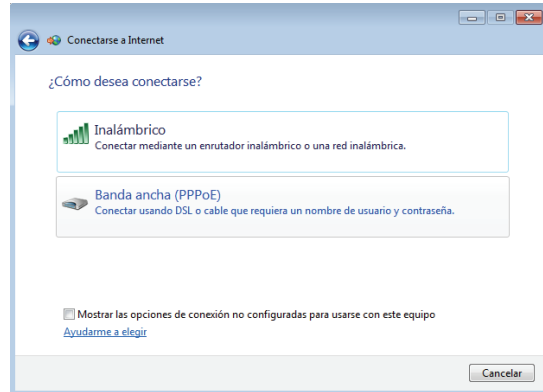 Conectarse a Internet
¿Cómo desea conectarse?
Inalámbrico
Conectar mediante un enrutador inalámbrico o una red inalámbrica.
Banda ancha (PPPoE)
Conectar usando DSL o cable que requiera un nombre de usuario y contraseña.
Mostrar las opciones de conexión no configuradas para usarse con este equipo
Ayudarme a elegir
Cancelar